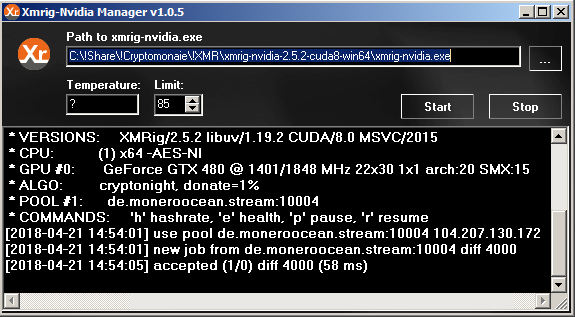 Xmrig-Nvidia Manager v1.0.5
Xr
Path to xmrig-nvidia.exe
C:\!Share\!Cryptomonaie\!XMR\xmrig-nvidia-2.5.2-cuda8-win64\xmrig-nvidia.exe
...
Temperature: Limit:
? 85 Start Stop
* VERSIONS: XMRig/2.5.2 libuv/1.19.2 CUDA/8.0 MSVC/2015
* CPU: (1) x64 -AES-NI
* GPU #0: GeForce GTX 480 @ 1401/1848 MHz 22x30 1x1 arch:20 SMX:15
* ALGO: cryptonight, donate=1%
* POOL #1: de.moneroocean.stream:10004
* COMMANDS: 'h' hashrate, 'e' health, 'p' pause, 'r' resume
[2018-04-21 14:54:01] use pool de.moneroocean.stream:10004 104.207.130.172
[2018-04-21 14:54:01] new job from de.moneroocean.stream:10004 diff 4000
[2018-04-21 14:54:05] accepted (1/0) diff 4000 (58 ms)